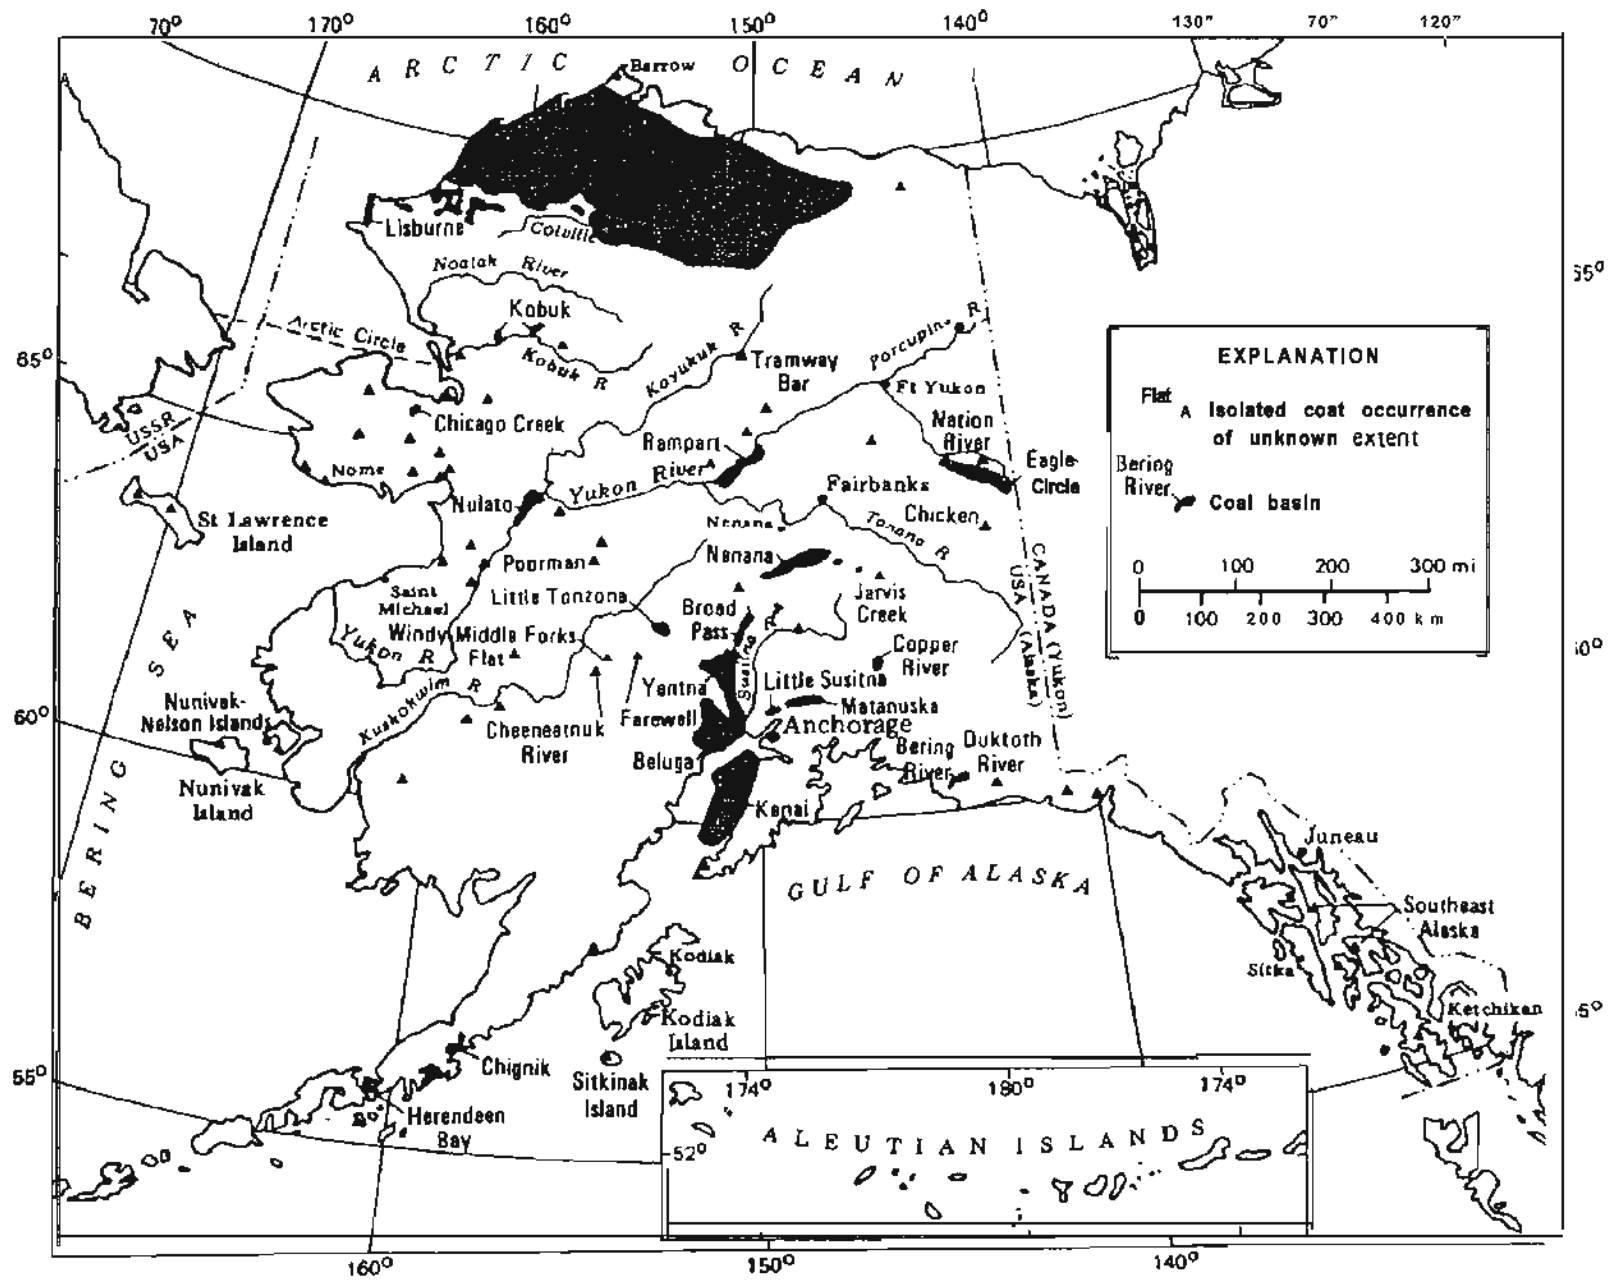 70° 170° 160° 150° 140° 130" 70" 120"
ARCTIC OCEAN
Barrow
Lisburne
Colville
Noatak River
65°
Kobuk
Arctic Circle
Kobuk R
Koyukuk R
Porcupin R
65°
Tramway
Bar
Ft Yukon
Chicago Creek
Nation
River
Rampart
USSR
USA
Nome
Yukon River
Eagle-
Circle
Nulato
Fairbanks
Chicken
St Lawrence
Island
Nenana
Tanana R
Poorman
Nenana
Saint
Michael
Little Tonzona
Broad
Pass
Jarvis
Creek
CANADA (Yukon)
USA (Alaska)
Windy Middle Forks
Flat
Yukon R
Susitna R
Copper
River
60°
Kuskokwim R
Yentna
Little Susitna
Nunivak-
Nelson Islands
Farewell
Matanuska
60°
Cheeneetnuk
River
Anchorage
Beluga
Bering
River
Duktoth
River
Nunivak
Island
Kenai
BERING SEA
Juneau
GULF OF ALASKA
Southeast
Alaska
Kodiak
Sitka
Ketchikan
55°
Kodiak
Island
Chignik
55°
Sitkinak
Island
Herendeen
Bay
174° 180° 174°
ALEUTIAN ISLANDS
52°
160° 150° 140°
EXPLANATION
Flat
A Isolated coat occurrence
of unknown extent
Bering
River
Coal basin
0 100 200 300 mi
0 100 200 300 400 km